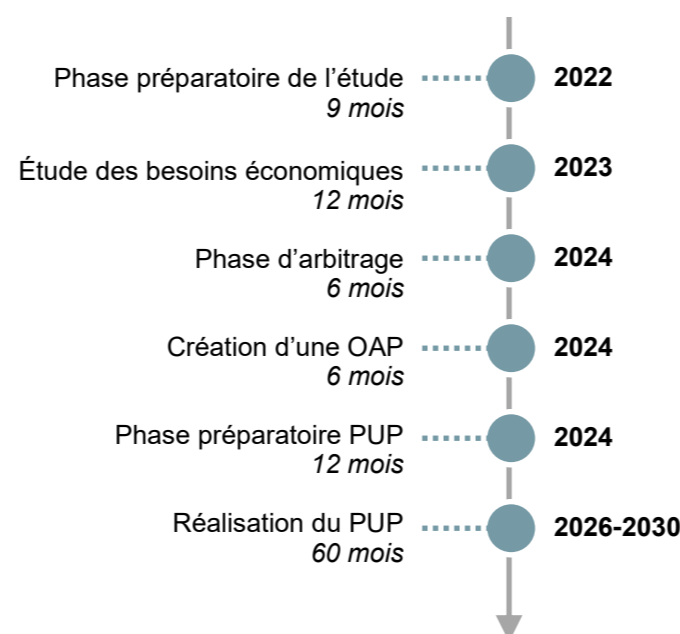 Phase préparatoire de l’étude
9 mois
2022
Étude des besoins économiques
12 mois
2023
Phase d’arbitrage
6 mois
2024
Création d’une OAP
6 mois
2024
Phase préparatoire PUP
12 mois
2024
Réalisation du PUP
60 mois
2026-2030